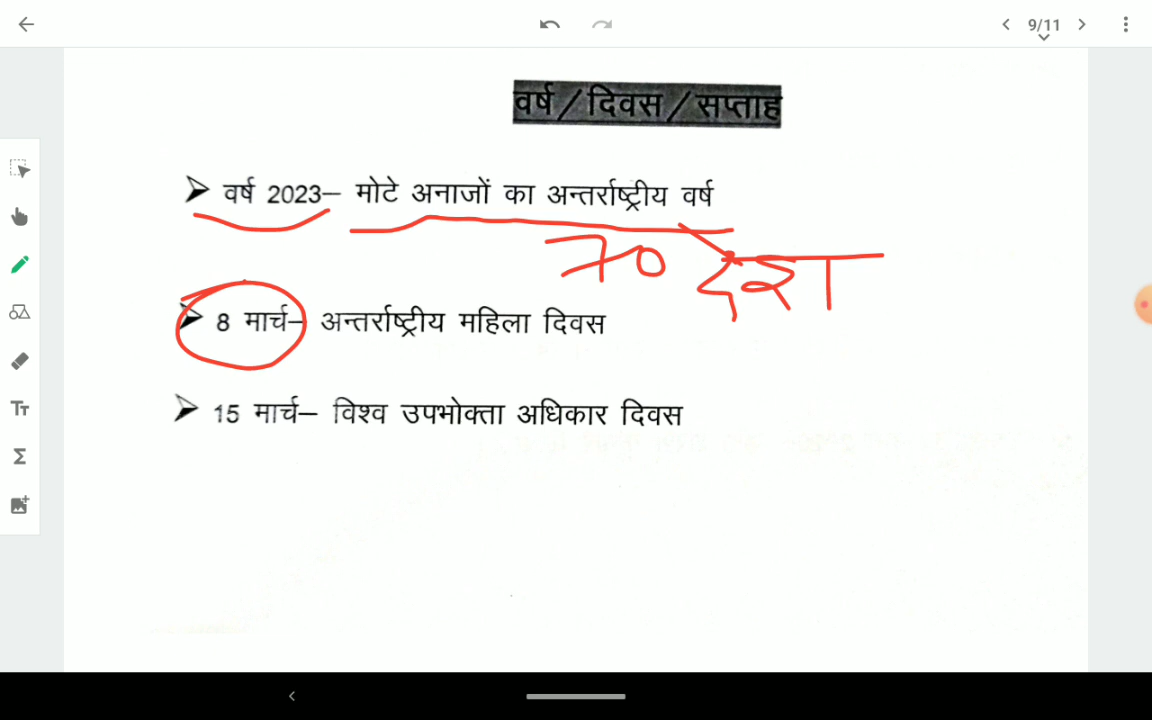 9/11
वर्ष/दिवस/सप्ताह
वर्ष 2023– मोटे अनाजों का अन्तर्राष्ट्रीय वर्ष
70 देश
8 मार्च– अन्तर्राष्ट्रीय महिला दिवस
15 मार्च– विश्व उपभोक्ता अधिकार दिवस
Tт
Σ